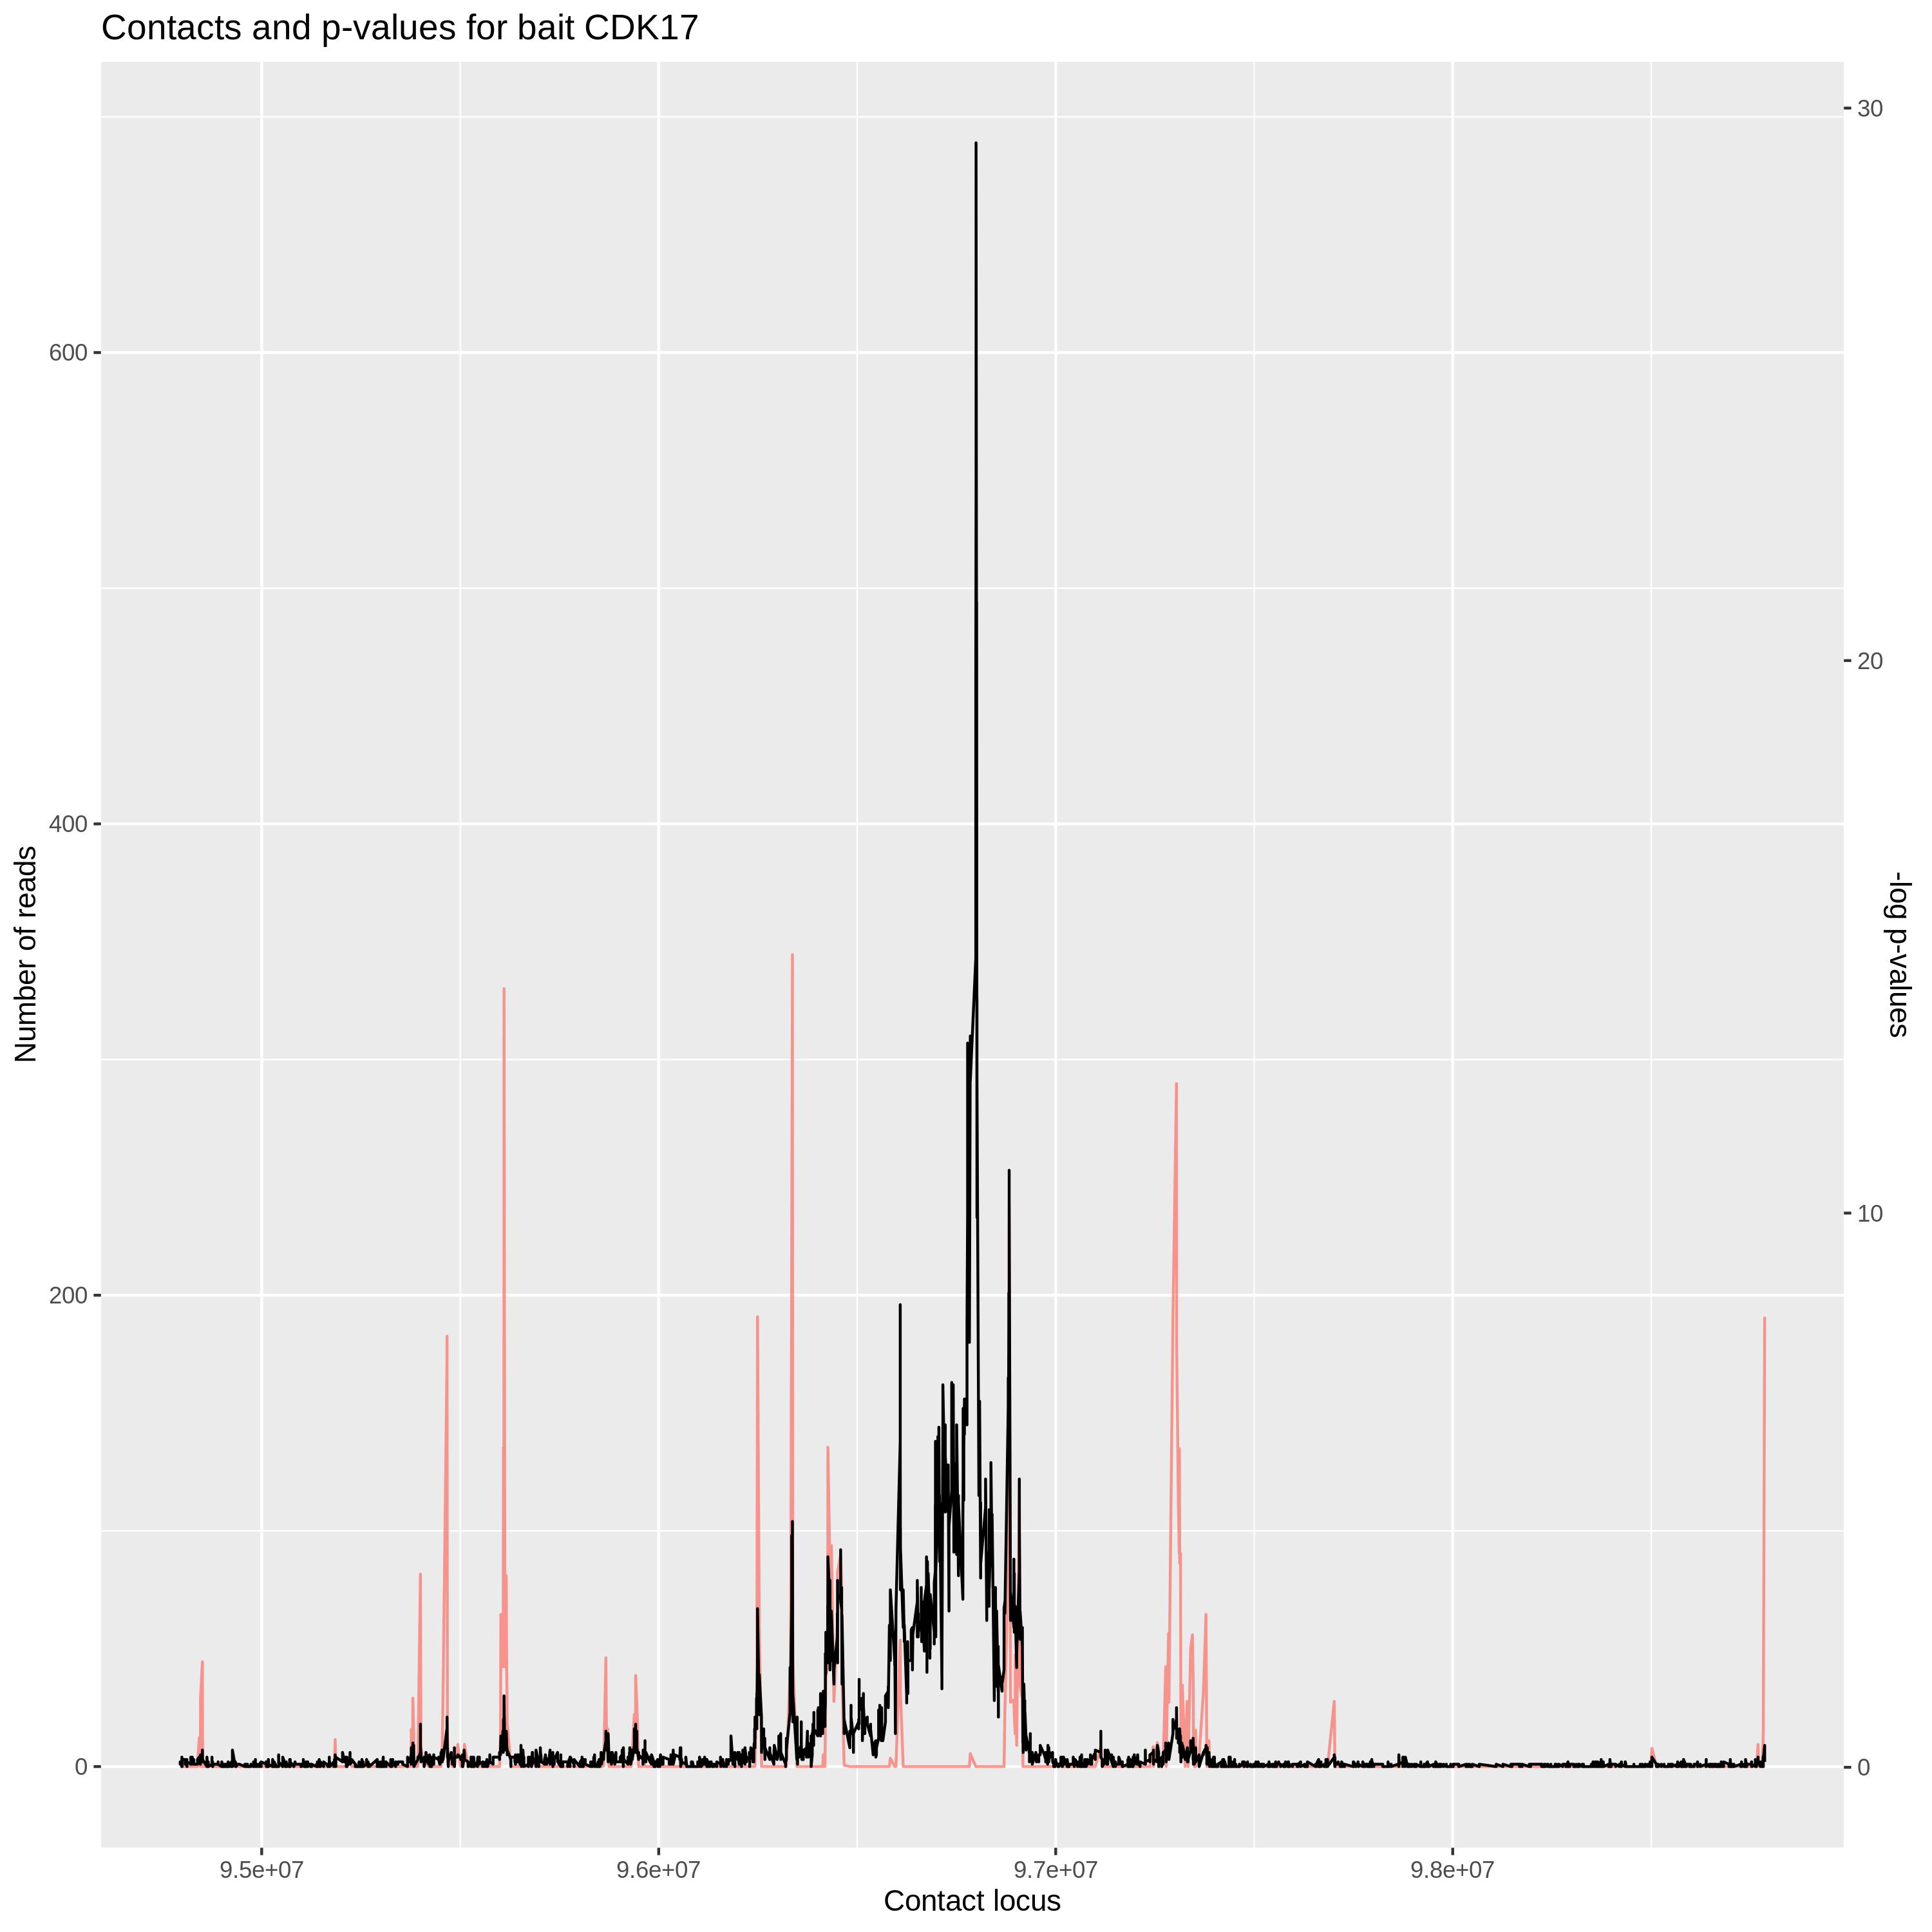 Contacts and p-values for bait CDK17
Number of reads
600
400
200
0
30
20
10
0
-log p-values
9.5e+07
9.6e+07
9.7e+07
9.8e+07
Contact locus